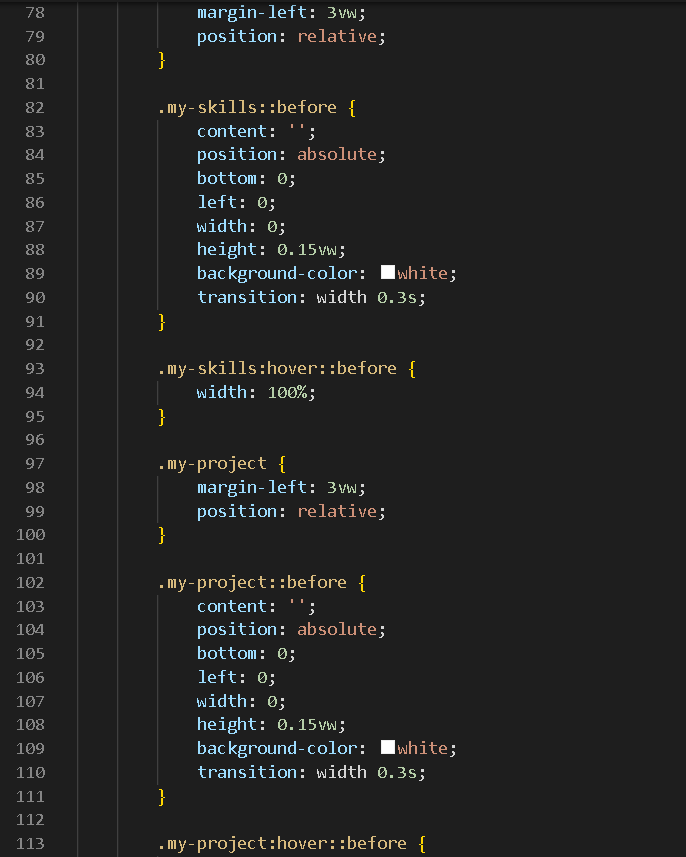 78 margin-left: 3vw;
79 position: relative;
80 }
81
82 .my-skills::before {
83 content: '';
84 position: absolute;
85 bottom: 0;
86 left: 0;
87 width: 0;
88 height: 0.15vw;
89 background-color: white;
90 transition: width 0.3s;
91 }
92
93 .my-skills:hover::before {
94 width: 100%;
95 }
96
97 .my-project {
98 margin-left: 3vw;
99 position: relative;
100 }
101
102 .my-project::before {
103 content: '';
104 position: absolute;
105 bottom: 0;
106 left: 0;
107 width: 0;
108 height: 0.15vw;
109 background-color: white;
110 transition: width 0.3s;
111 }
112
113 .my-project:hover::before {